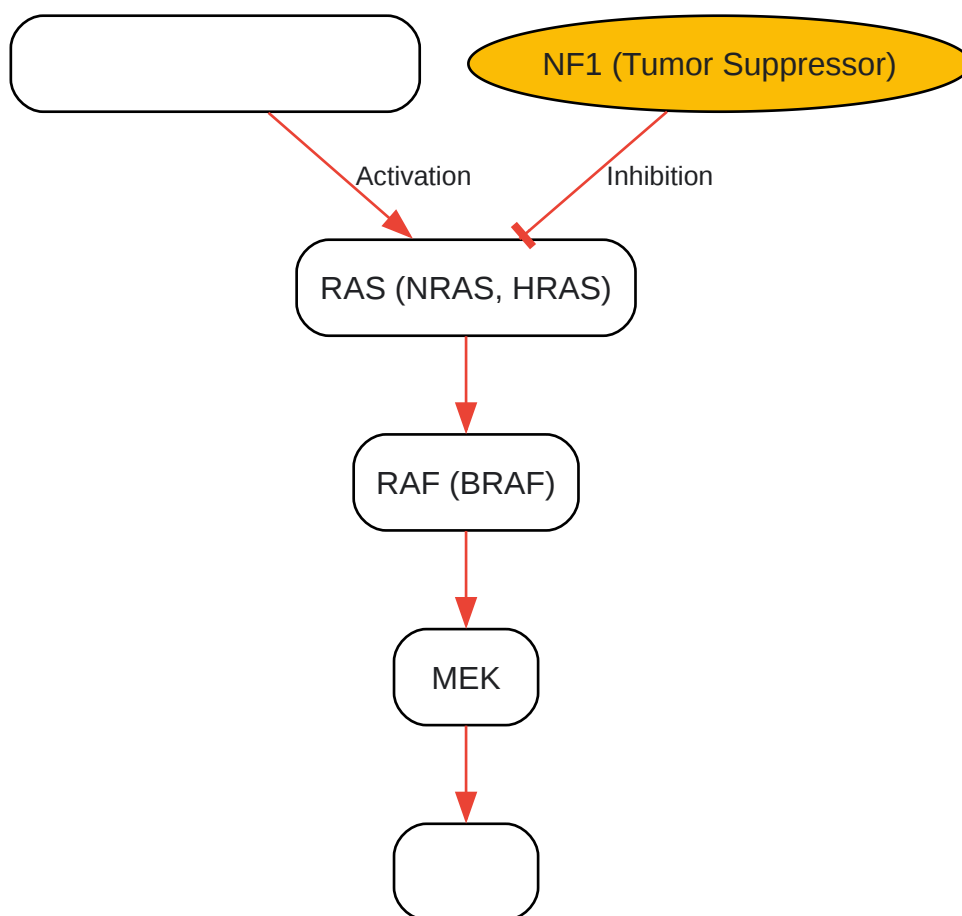 NF1 (Tumor Suppressor)
Activation
Inhibition
RAS (NRAS, HRAS)
RAF (BRAF)
MEK